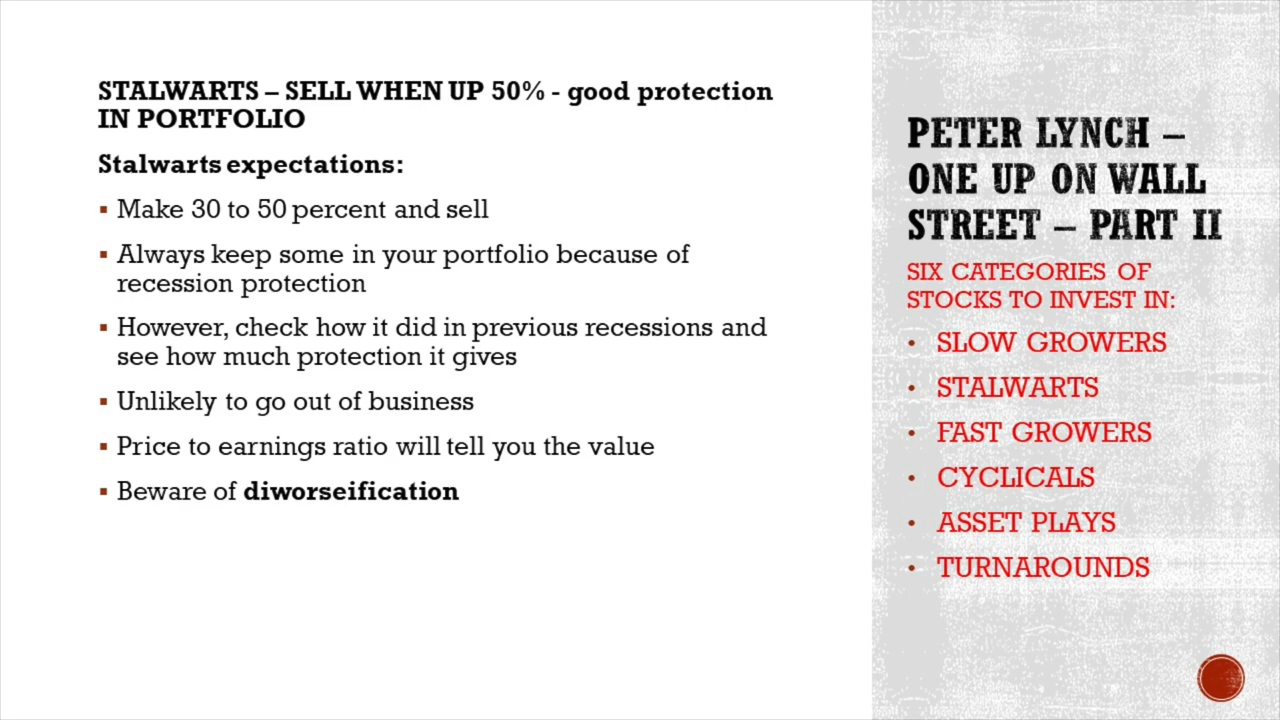 STALWARTS – SELL WHEN UP 50% - good protection
IN PORTFOLIO
Stalwarts expectations:
▪ Make 30 to 50 percent and sell
▪ Always keep some in your portfolio because of
recession protection
▪ However, check how it did in previous recessions and
see how much protection it gives
▪ Unlikely to go out of business
▪ Price to earnings ratio will tell you the value
▪ Beware of diworseification
PETER LYNCH –
ONE UP ON WALL
STREET – PART II
SIX CATEGORIES OF
STOCKS TO INVEST IN:
• SLOW GROWERS
• STALWARTS
• FAST GROWERS
• CYCLICALS
• ASSET PLAYS
• TURNAROUNDS